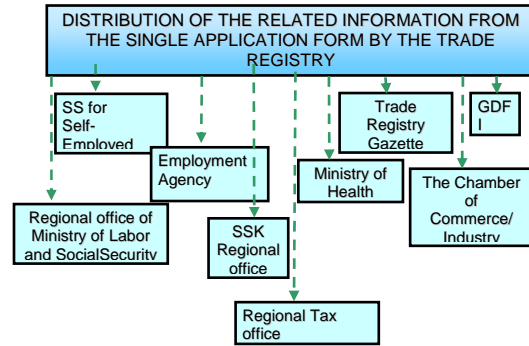 DISTRIBUTION OF THE RELATED INFORMATION FROM
THE SINGLE APPLICATION FORM BY THE TRADE
REGISTRY
SS for
Self-
Employed
Trade
Registry
Gazette
GDF
I
Employment
Agency
Ministry of
Health
The Chamber
of
Commerce/
Industry
Regional office of
Ministry of Labor
and SocialSecurity
SSK
Regional
office
Regional Tax
office